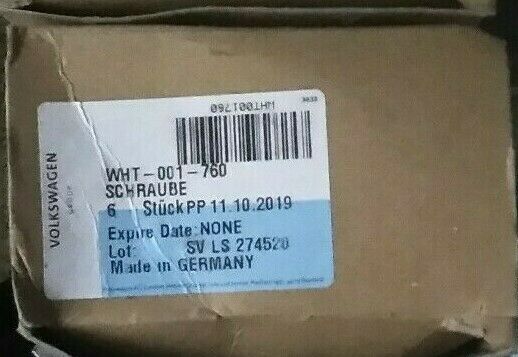 WHT001760
VOLKSWAGEN
WHT-001-760
SCHRAUBE
6 Stück PP 11.10.2019
Expire Date: NONE
Lot: SV LS 274520
Made in GERMANY